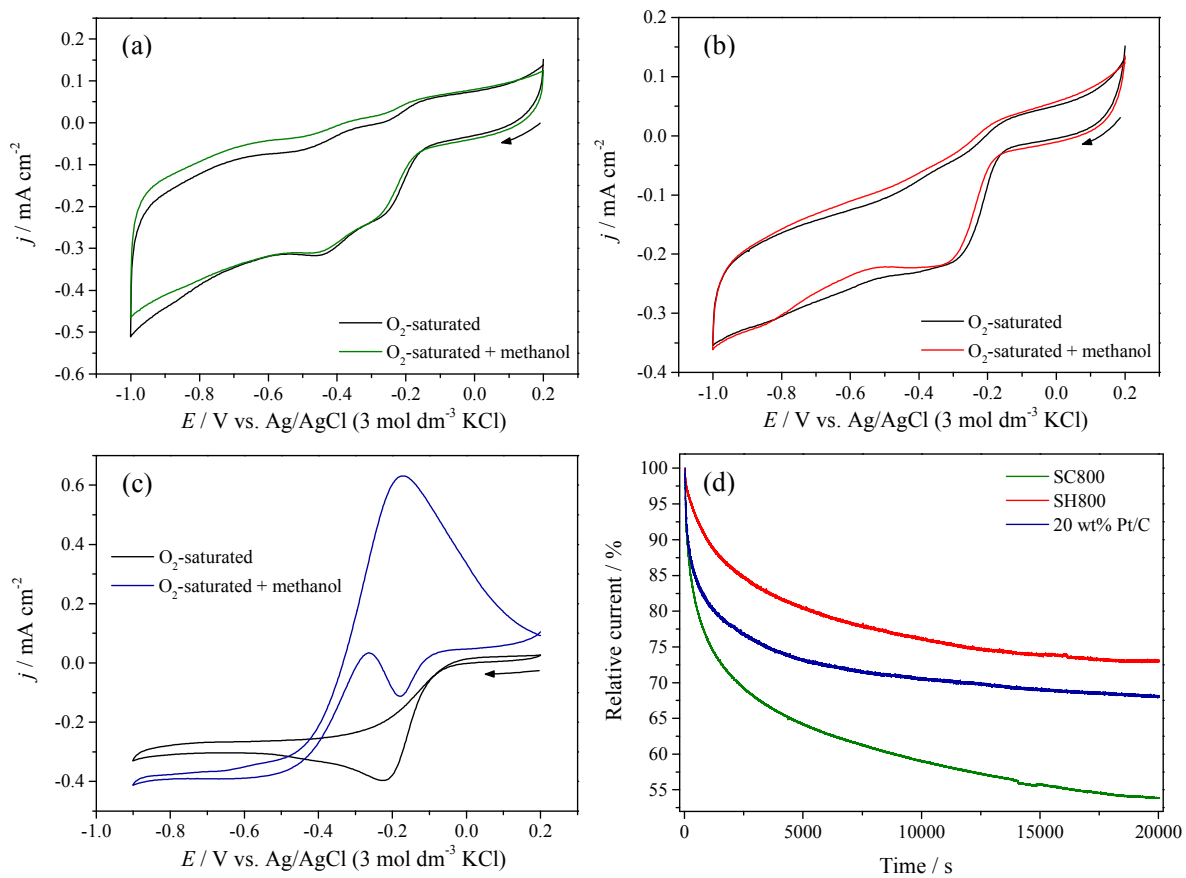 (a)
0.2
0.1
0.0
-0.1
-0.2
-0.3
-0.4
-0.5
-0.6
j / mA cm⁻²
O₂-saturated
O₂-saturated + methanol
-1.0 -0.8 -0.6 -0.4 -0.2 0.0 0.2
E / V vs. Ag/AgCl (3 mol dm⁻³ KCl)
(b)
0.2
0.1
0.0
-0.1
-0.2
-0.3
-0.4
j / mA cm⁻²
O₂-saturated
O₂-saturated + methanol
-1.0 -0.8 -0.6 -0.4 -0.2 0.0 0.2
E / V vs. Ag/AgCl (3 mol dm⁻³ KCl)
(c)
0.6
0.4
0.2
0.0
-0.2
-0.4
j / mA cm⁻²
O₂-saturated
O₂-saturated + methanol
-1.0 -0.8 -0.6 -0.4 -0.2 0.0 0.2
E / V vs. Ag/AgCl (3 mol dm⁻³ KCl)
(d)
100
95
90
85
80
75
70
65
60
55
Relative current / %
SC800
SH800
20 wt% Pt/C
0 5000 10000 15000 20000
Time / s